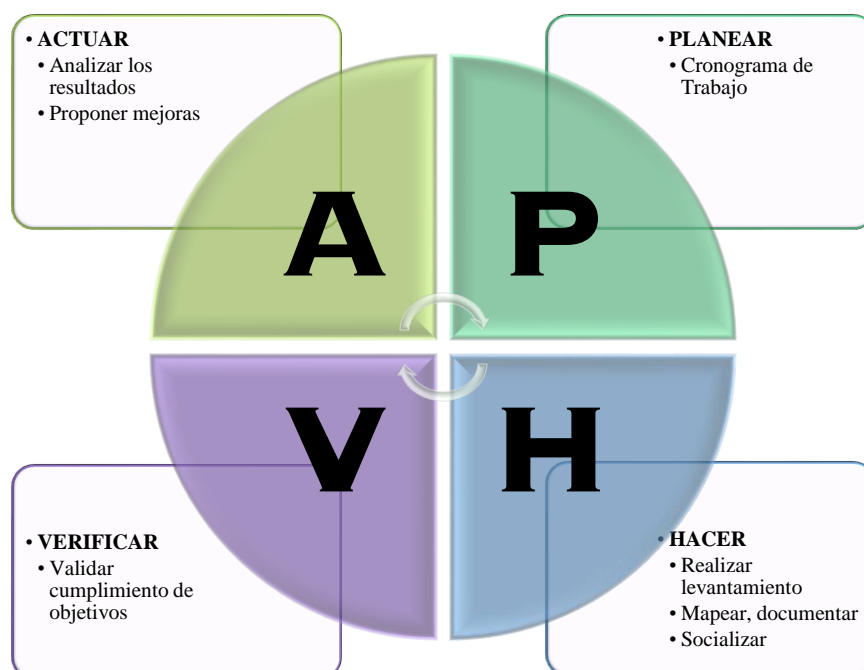 • ACTUAR
• Analizar los
resultados
• Proponer mejoras
• PLANEAR
• Cronograma de
Trabajo
A
P
V
H
• VERIFICAR
• Validar
cumplimiento de
objetivos
• HACER
• Realizar
levantamiento
• Mapear, documentar
• Socializar